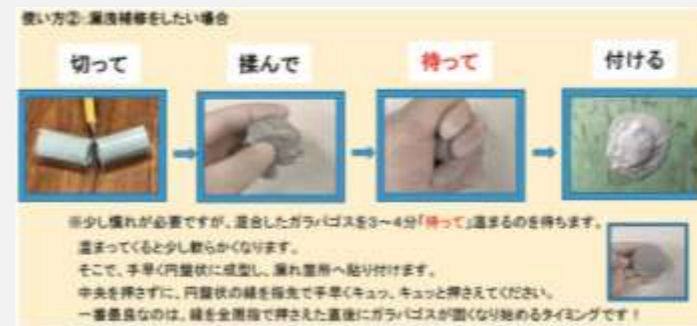 使い方②:漏洩補修をしたい場合
切って
揉んで
待って
付ける
※少し慣れが必要ですが、混合したガラパゴスを3〜4分「待って」温まるのを待ちます。
温まってくると少し軟らかくなります。
そこで、手早く円盤状に成型し、漏れ箇所へ貼り付けます。
中央を押さずに、円盤状の縁を指先で手早くキュッ、キュッと押さえてください。
一番最良なのは、縁を全周指で押さえた直後にガラパゴスが固くなり始めるタイミングです!